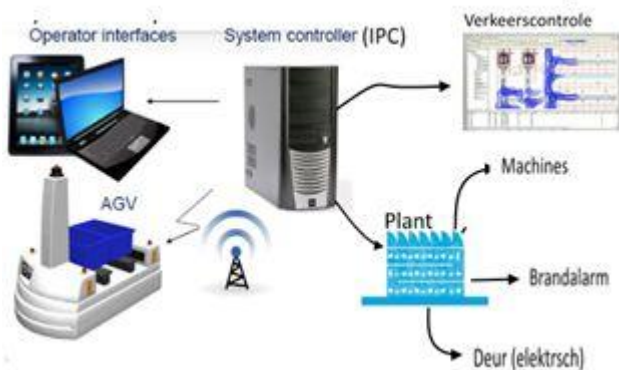 Operator interfaces
System controller (IPC)
Verkeerscontrole
Machines
AGV
Plant
Brandalarm
Deur (elektrsch)